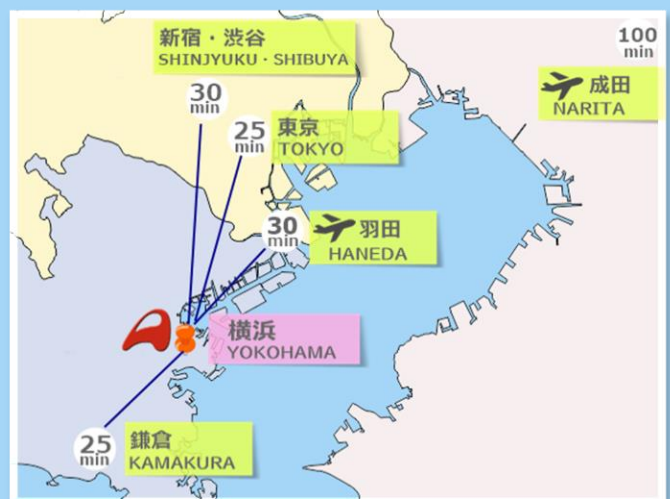 新宿・渋谷
SHINJYUKU・SHIBUYA
30
min
100
min
成田
NARITA
25
min
東京
TOKYO
30
min
羽田
HANEDA
横浜
YOKOHAMA
25
min
鎌倉
KAMAKURA